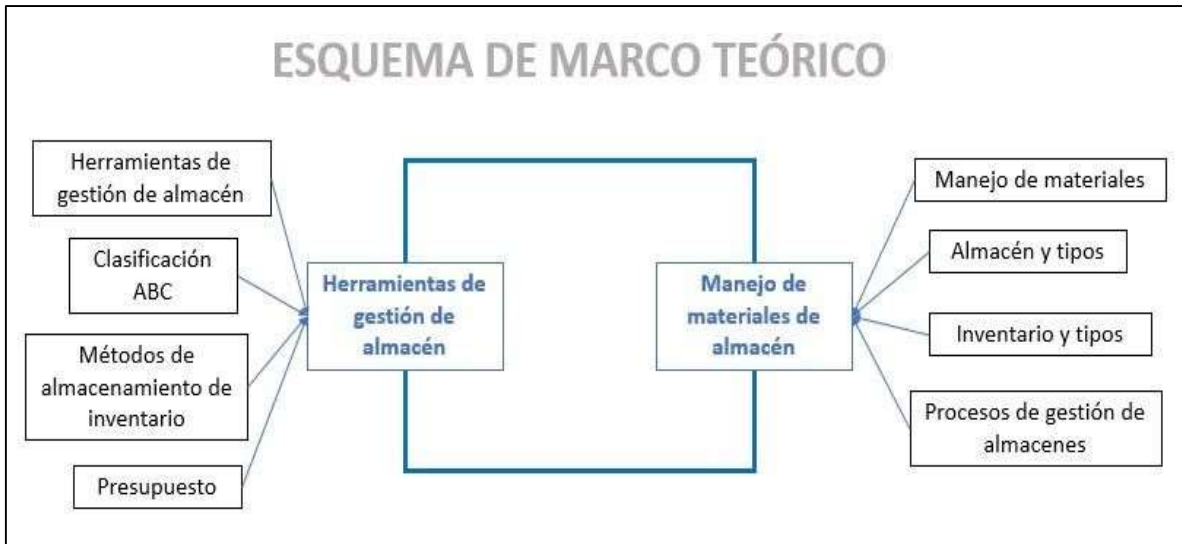 ESQUEMA DE MARCO TEÓRICO
Herramientas de
gestión de almacén
Clasificación
ABC
Métodos de
almacenamiento de
inventario
Presupuesto
Herramientas de
gestión de
almacén
Manejo de
materiales de
almacén
Manejo de materiales
Almacén y tipos
Inventario y tipos
Procesos de gestión de
almacenes